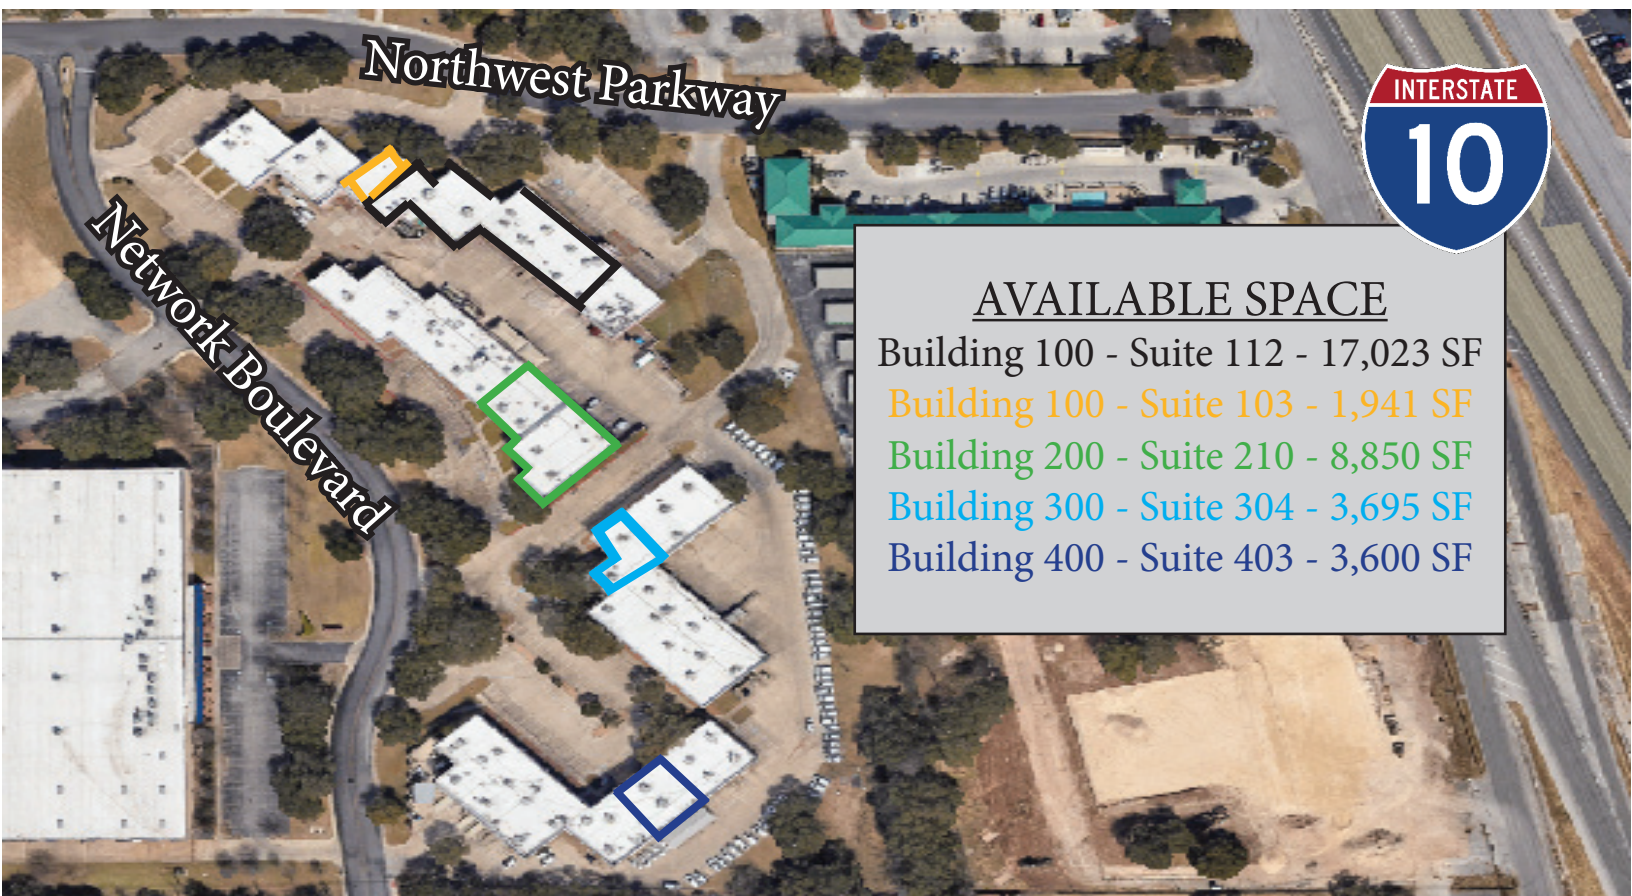 Northwest Parkway
INTERSTATE
10
Network Boulevard
AVAILABLE SPACE
Building 100 - Suite 112 - 17,023 SF
Building 100 - Suite 103 - 1,941 SF
Building 200 - Suite 210 - 8,850 SF
Building 300 - Suite 304 - 3,695 SF
Building 400 - Suite 403 - 3,600 SF